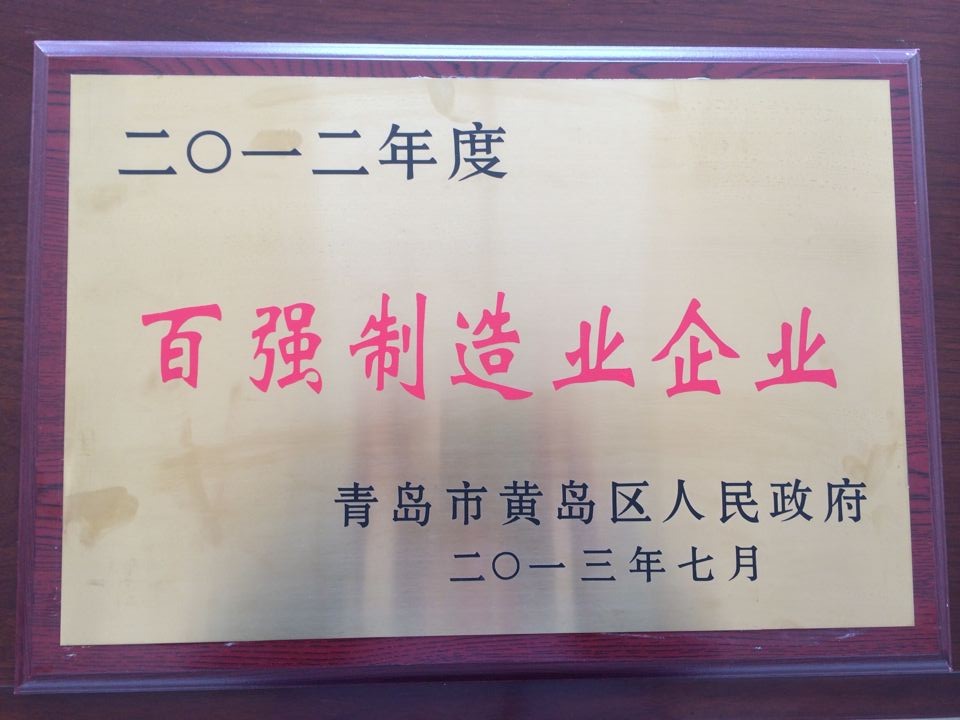 二〇一二年度
百强制造业企业
青岛市黄岛区人民政府
二〇一三年七月